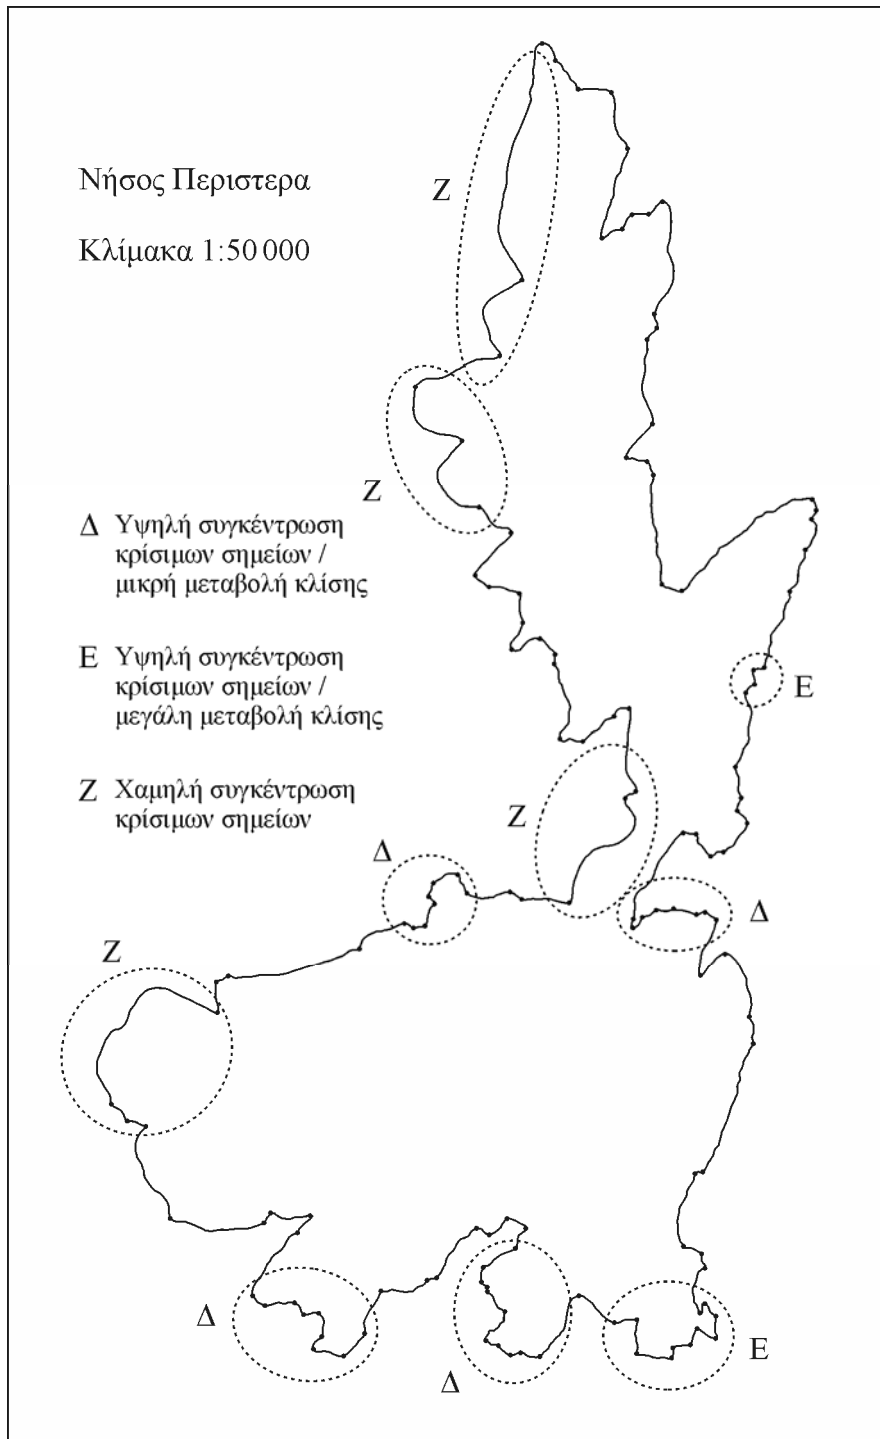 Νήσος Περιστερα
Κλίμακα 1:50 000
Δ Υψηλή συγκέντρωση
κρίσιμων σημείων /
μικρή μεταβολή κλίσης
Ε Υψηλή συγκέντρωση
κρίσιμων σημείων /
μεγάλη μεταβολή κλίσης
Ζ Χαμηλή συγκέντρωση
κρίσιμων σημείων
Ζ
Ζ
Ε
Ζ
Δ
Δ
Ζ
Δ
Ε
Δ